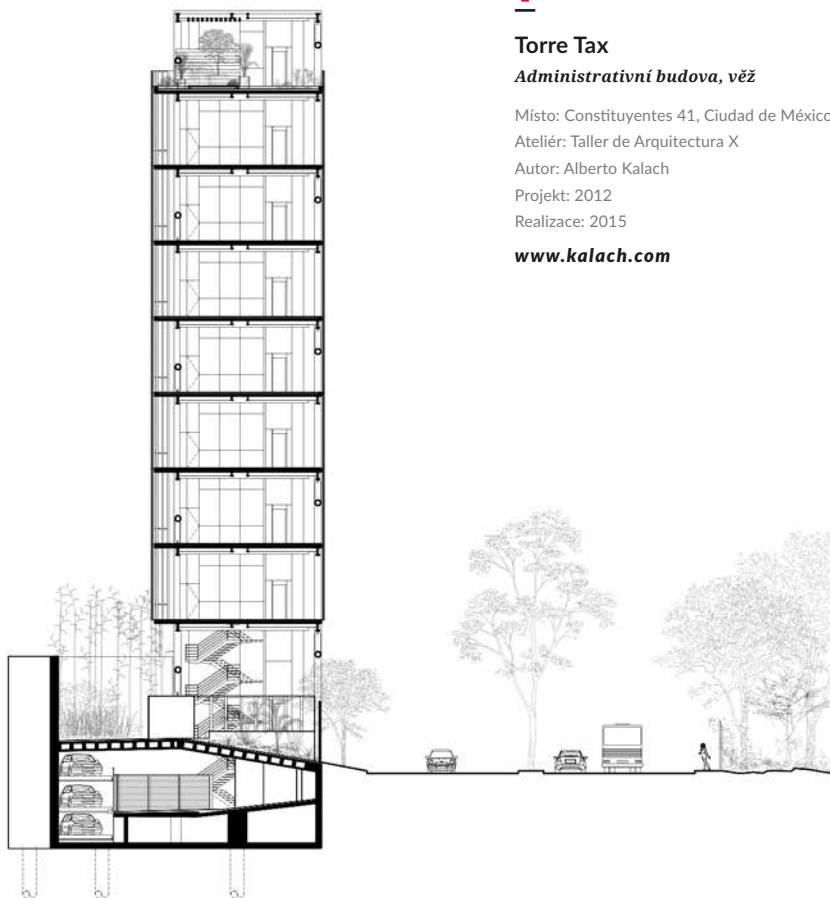 Torre Tax
Administrativní budova, věž
Místo: Constituyentes 41, Ciudad de México
Ateliér: Taller de Arquitectura X
Autor: Alberto Kalach
Projekt: 2012
Realizace: 2015
www.kalach.com